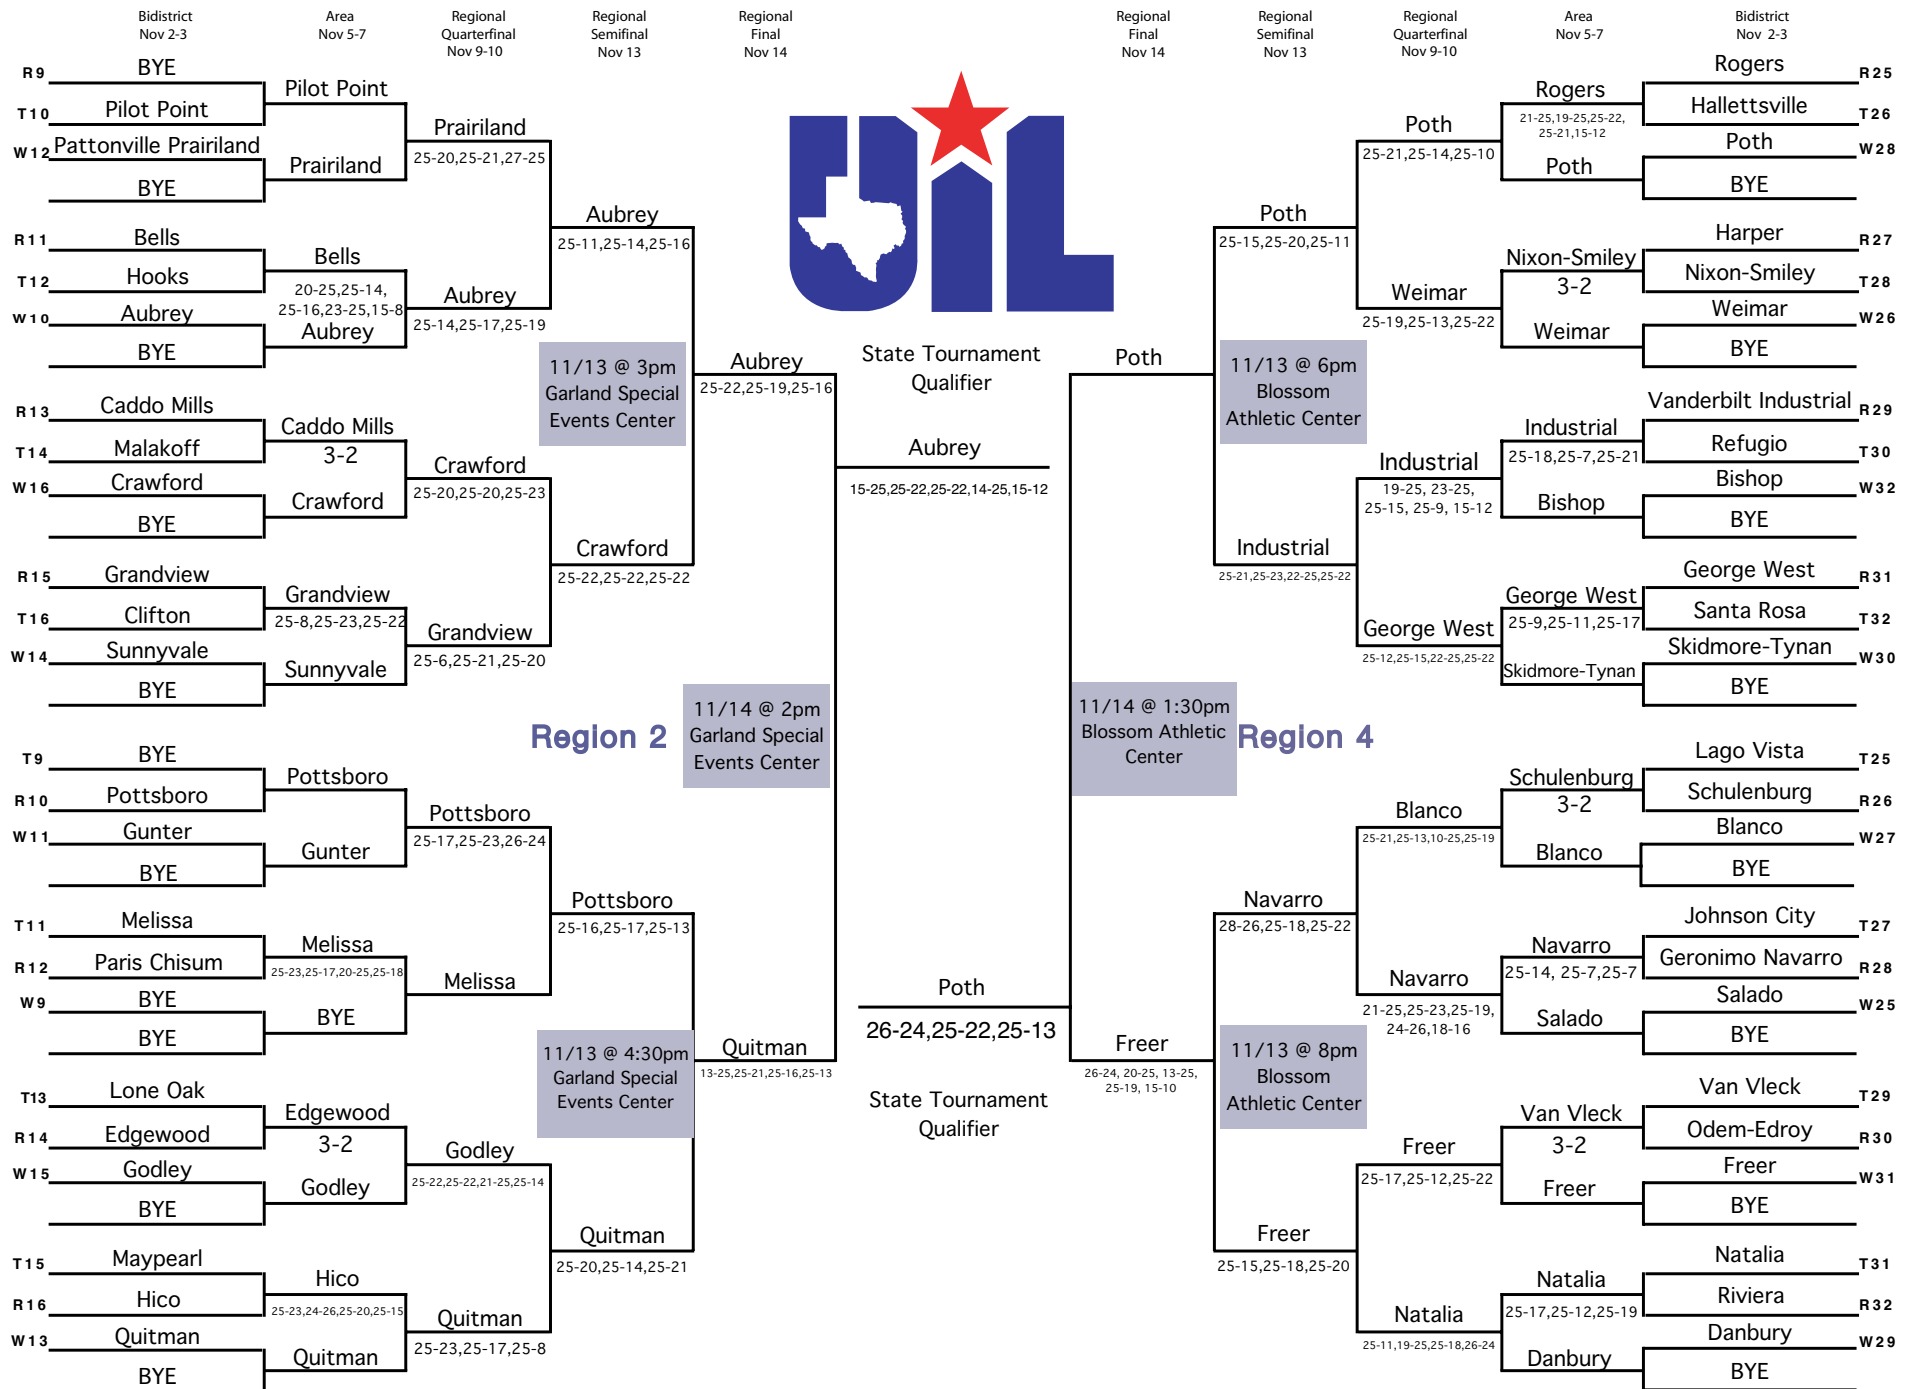 Bidistrict
Nov 2-3
Area
Nov 5-7
Regional
Quarterfinal
Nov 9-10
Regional
Semifinal
Nov 13
Regional
Final
Nov 14
Regional
Final
Nov 14
Regional
Semifinal
Nov 13
Regional
Quarterfinal
Nov 9-10
Area
Nov 5-7
Bidistrict
Nov 2-3
UIL
R9
BYE
T10
Pilot Point
W12
Pattonville Prairiland
BYE
R11
Bells
T12
Hooks
W10
Aubrey
BYE
R13
Caddo Mills
T14
Malakoff
W16
Crawford
BYE
R15
Grandview
T16
Clifton
W14
Sunnyvale
BYE
T9
BYE
R10
Pottsboro
W11
Gunter
BYE
T11
Melissa
R12
Paris Chisum
W9
BYE
BYE
T13
Lone Oak
R14
Edgewood
W15
Godley
BYE
T15
Maypearl
R16
Hico
W13
Quitman
BYE
Pilot Point
Prairiland
Bells
20-25,25-14,
25-16,23-25,15-8
Aubrey
Caddo Mills
3-2
Crawford
Grandview
25-8,25-23,25-22
Sunnyvale
Pottsboro
Gunter
Melissa
25-23,25-17,20-25,25-18
BYE
Edgewood
3-2
Godley
Hico
25-23,24-26,25-20,25-15
Quitman
Prairiland
25-20,25-21,27-25
Aubrey
25-14,25-17,25-19
Crawford
25-20,25-20,25-23
Grandview
25-6,25-21,25-20
Pottsboro
25-17,25-23,26-24
Melissa
Godley
25-22,25-22,21-25,25-14
Quitman
25-23,25-17,25-8
Aubrey
25-11,25-14,25-16
11/13 @ 3pm
Garland Special
Events Center
Crawford
25-22,25-22,25-22
Region 2
Pottsboro
25-16,25-17,25-13
11/13 @ 4:30pm
Garland Special
Events Center
Quitman
25-20,25-14,25-21
Aubrey
25-22,25-19,25-16
11/14 @ 2pm
Garland Special
Events Center
Quitman
13-25,25-21,25-16,25-13
State Tournament
Qualifier
Aubrey
15-25,25-22,25-22,14-25,15-12
Poth
26-24,25-22,25-13
State Tournament
Qualifier
Poth
11/14 @ 1:30pm
Blossom Athletic
Center
Freer
26-24, 20-25, 13-25,
25-19, 15-10
Poth
25-15,25-20,25-11
11/13 @ 6pm
Blossom
Athletic Center
Industrial
25-21,25-23,22-25,25-22
Region 4
Navarro
28-26,25-18,25-22
11/13 @ 8pm
Blossom
Athletic Center
Freer
25-15,25-18,25-20
Poth
25-21,25-14,25-10
Weimar
25-19,25-13,25-22
Industrial
19-25, 23-25,
25-15, 25-9, 15-12
George West
25-12,25-15,22-25,25-22
Blanco
25-21,25-13,10-25,25-19
Navarro
21-25,25-23,25-19,
24-26,18-16
Freer
25-17,25-12,25-22
Natalia
25-11,19-25,25-18,26-24
Rogers
21-25,19-25,25-22,
25-21,15-12
Poth
Nixon-Smiley
3-2
Weimar
Industrial
25-18,25-7,25-21
Bishop
George West
25-9,25-11,25-17
Skidmore-Tynan
Schulenburg
3-2
Blanco
Navarro
25-14, 25-7,25-7
Salado
Van Vleck
3-2
Freer
Natalia
25-17,25-12,25-19
Danbury
Rogers
R25
Hallettsville
T26
Poth
W28
BYE
Harper
R27
Nixon-Smiley
T28
Weimar
W26
BYE
Vanderbilt Industrial
R29
Refugio
T30
Bishop
W32
BYE
George West
R31
Santa Rosa
T32
Skidmore-Tynan
W30
BYE
Lago Vista
T25
Schulenburg
R26
Blanco
W27
BYE
Johnson City
T27
Geronimo Navarro
R28
Salado
W25
BYE
Van Vleck
T29
Odem-Edroy
R30
Freer
W31
BYE
Natalia
T31
Riviera
R32
Danbury
W29
BYE